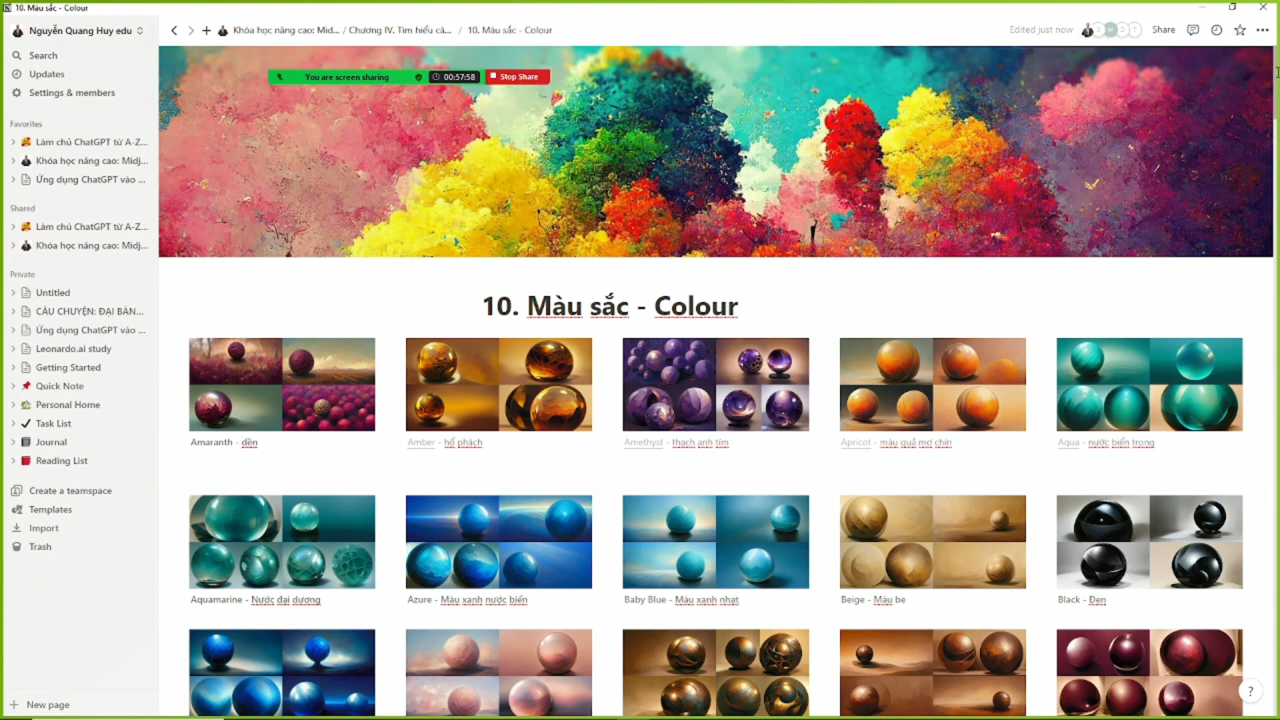 10. Màu sắc - Colour
Nguyễn Quang Huy edu
Khóa học nâng cao: Mid... / Chương IV. Tìm hiểu cá... / 10. Màu sắc - Colour
Edited just now
Share
Search
Updates
Settings & members
You are screen sharing
00:57:58
Stop Share
Favorites
Làm chủ ChatGPT từ A-Z...
Khóa học nâng cao: Midj...
Ứng dụng ChatGPT vào ...
Shared
Làm chủ ChatGPT từ A-Z...
Khóa học nâng cao: Midj...
Private
Untitled
CÂU CHUYỆN: ĐẠI BÀN...
Ứng dụng ChatGPT vào ...
Leonardo.ai study
Getting Started
Quick Note
Personal Home
Task List
Journal
Reading List
Create a teamspace
Templates
Import
Trash
New page
10. Màu sắc - Colour
Amaranth - dền
Amber - hổ phách
Amethyst - thạch anh tím
Apricot - màu quả mơ chín
Aqua - nước biển trong
Aquamarine - Nước đại dương
Azure - Màu xanh nước biển
Baby Blue - Màu xanh nhạt
Beige - Màu be
Black - Đen
?